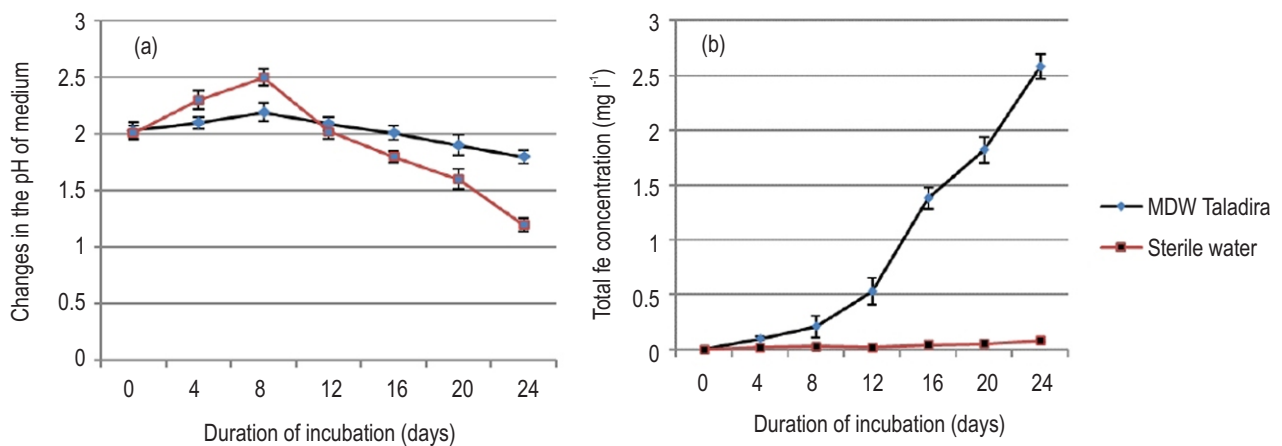 (a)
3
2.5
2
1.5
1
0.5
0
Changes in the pH of medium
0 4 8 12 16 20 24
Duration of incubation (days)
(b)
3
2.5
2
1.5
1
0.5
0
Total fe concentration (mg l⁻¹)
0 4 8 12 16 20 24
Duration of incubation (days)
MDW Taladira
Sterile water